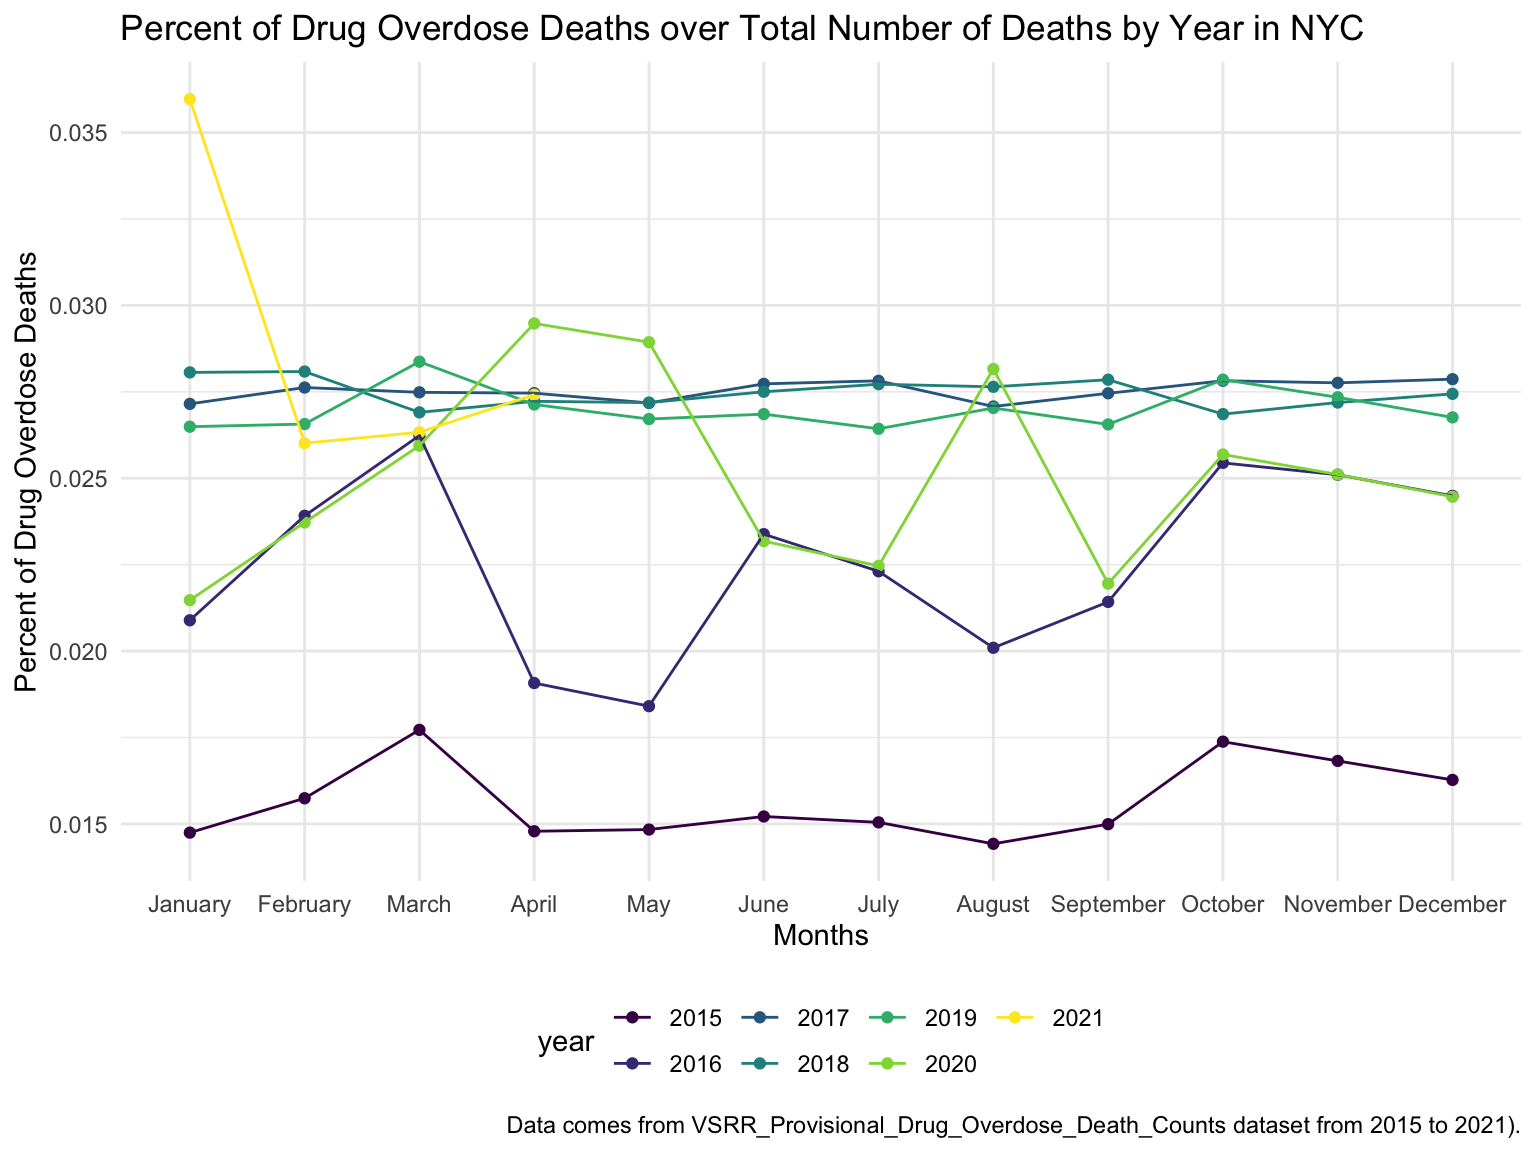 Percent of Drug Overdose Deaths over Total Number of Deaths by Year in NYC
Percent of Drug Overdose Deaths
0.035
0.030
0.025
0.020
0.015
January February March April May June July August September October November December
Months
year
2015 2017 2019 2021
2016 2018 2020
Data comes from VSRR_Provisional_Drug_Overdose_Death_Counts dataset from 2015 to 2021).